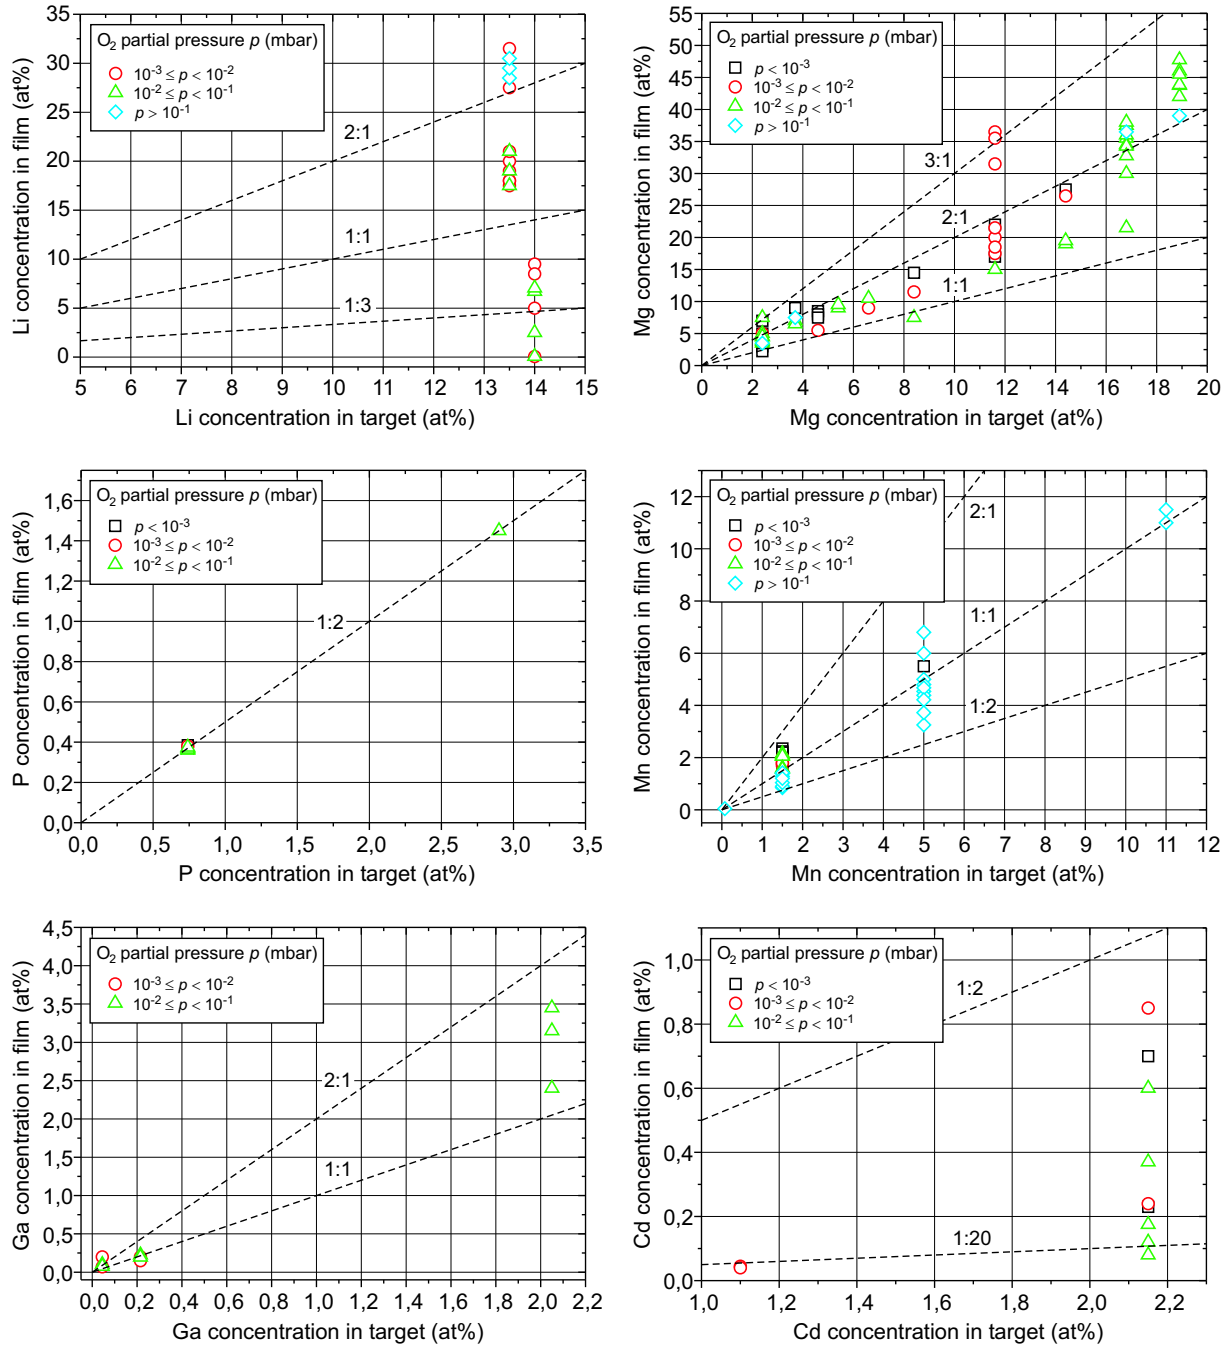 35
30
25
20
15
10
5
0
Li concentration in film (at%)
O2 partial pressure p (mbar)
10-3 ≤ p < 10-2
10-2 ≤ p < 10-1
p > 10-1
2:1
1:1
1:3
5 6 7 8 9 10 11 12 13 14 15
Li concentration in target (at%)
55
50
45
40
35
30
25
20
15
10
5
0
Mg concentration in film (at%)
O2 partial pressure p (mbar)
p < 10-3
10-3 ≤ p < 10-2
10-2 ≤ p < 10-1
p > 10-1
3:1
2:1
1:1
0 2 4 6 8 10 12 14 16 18 20
Mg concentration in target (at%)
1,6
1,4
1,2
1,0
0,8
0,6
0,4
0,2
0,0
P concentration in film (at%)
O2 partial pressure p (mbar)
p < 10-3
10-3 ≤ p < 10-2
10-2 ≤ p < 10-1
1:2
0,0 0,5 1,0 1,5 2,0 2,5 3,0 3,5
P concentration in target (at%)
12
10
8
6
4
2
0
Mn concentration in film (at%)
O2 partial pressure p (mbar)
p < 10-3
10-3 ≤ p < 10-2
10-2 ≤ p < 10-1
p > 10-1
2:1
1:1
1:2
0 1 2 3 4 5 6 7 8 9 10 11 12
Mn concentration in target (at%)
4,5
4,0
3,5
3,0
2,5
2,0
1,5
1,0
0,5
0,0
Ga concentration in film (at%)
O2 partial pressure p (mbar)
10-3 ≤ p < 10-2
10-2 ≤ p < 10-1
2:1
1:1
0,0 0,2 0,4 0,6 0,8 1,0 1,2 1,4 1,6 1,8 2,0 2,2
Ga concentration in target (at%)
1,0
0,8
0,6
0,4
0,2
0,0
Cd concentration in film (at%)
O2 partial pressure p (mbar)
p < 10-3
10-3 ≤ p < 10-2
10-2 ≤ p < 10-1
1:2
1:20
1,0 1,2 1,4 1,6 1,8 2,0 2,2
Cd concentration in target (at%)